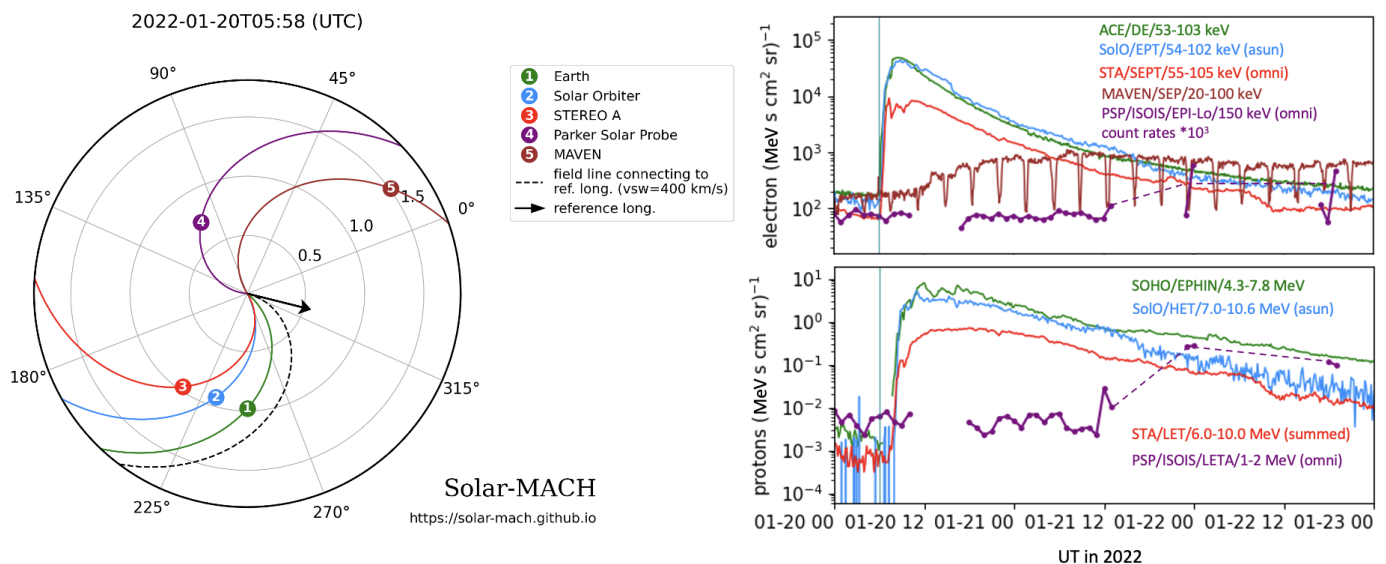 2022-01-20T05:58 (UTC)
90°
45°
135°
0°
180°
315°
225°
270°
0.5
1.0
1.5
1
2
3
4
5
1 Earth
2 Solar Orbiter
3 STEREO A
4 Parker Solar Probe
5 MAVEN
field line connecting to
ref. long. (vsw=400 km/s)
reference long.
Solar-MACH
https://solar-mach.github.io
electron (MeV s cm² sr)⁻¹
10⁵
10⁴
10³
10²
ACE/DE/53-103 keV
SolO/EPT/54-102 keV (asun)
STA/SEPT/55-105 keV (omni)
MAVEN/SEP/20-100 keV
PSP/ISOIS/EPI-Lo/150 keV (omni)
count rates *10³
protons (MeV s cm² sr)⁻¹
10¹
10⁰
10⁻¹
10⁻²
10⁻³
10⁻⁴
SOHO/EPHIN/4.3-7.8 MeV
SolO/HET/7.0-10.6 MeV (asun)
STA/LET/6.0-10.0 MeV (summed)
PSP/ISOIS/LETA/1-2 MeV (omni)
01-20 00 01-20 12 01-21 00 01-21 12 01-22 00 01-22 12 01-23 00
UT in 2022